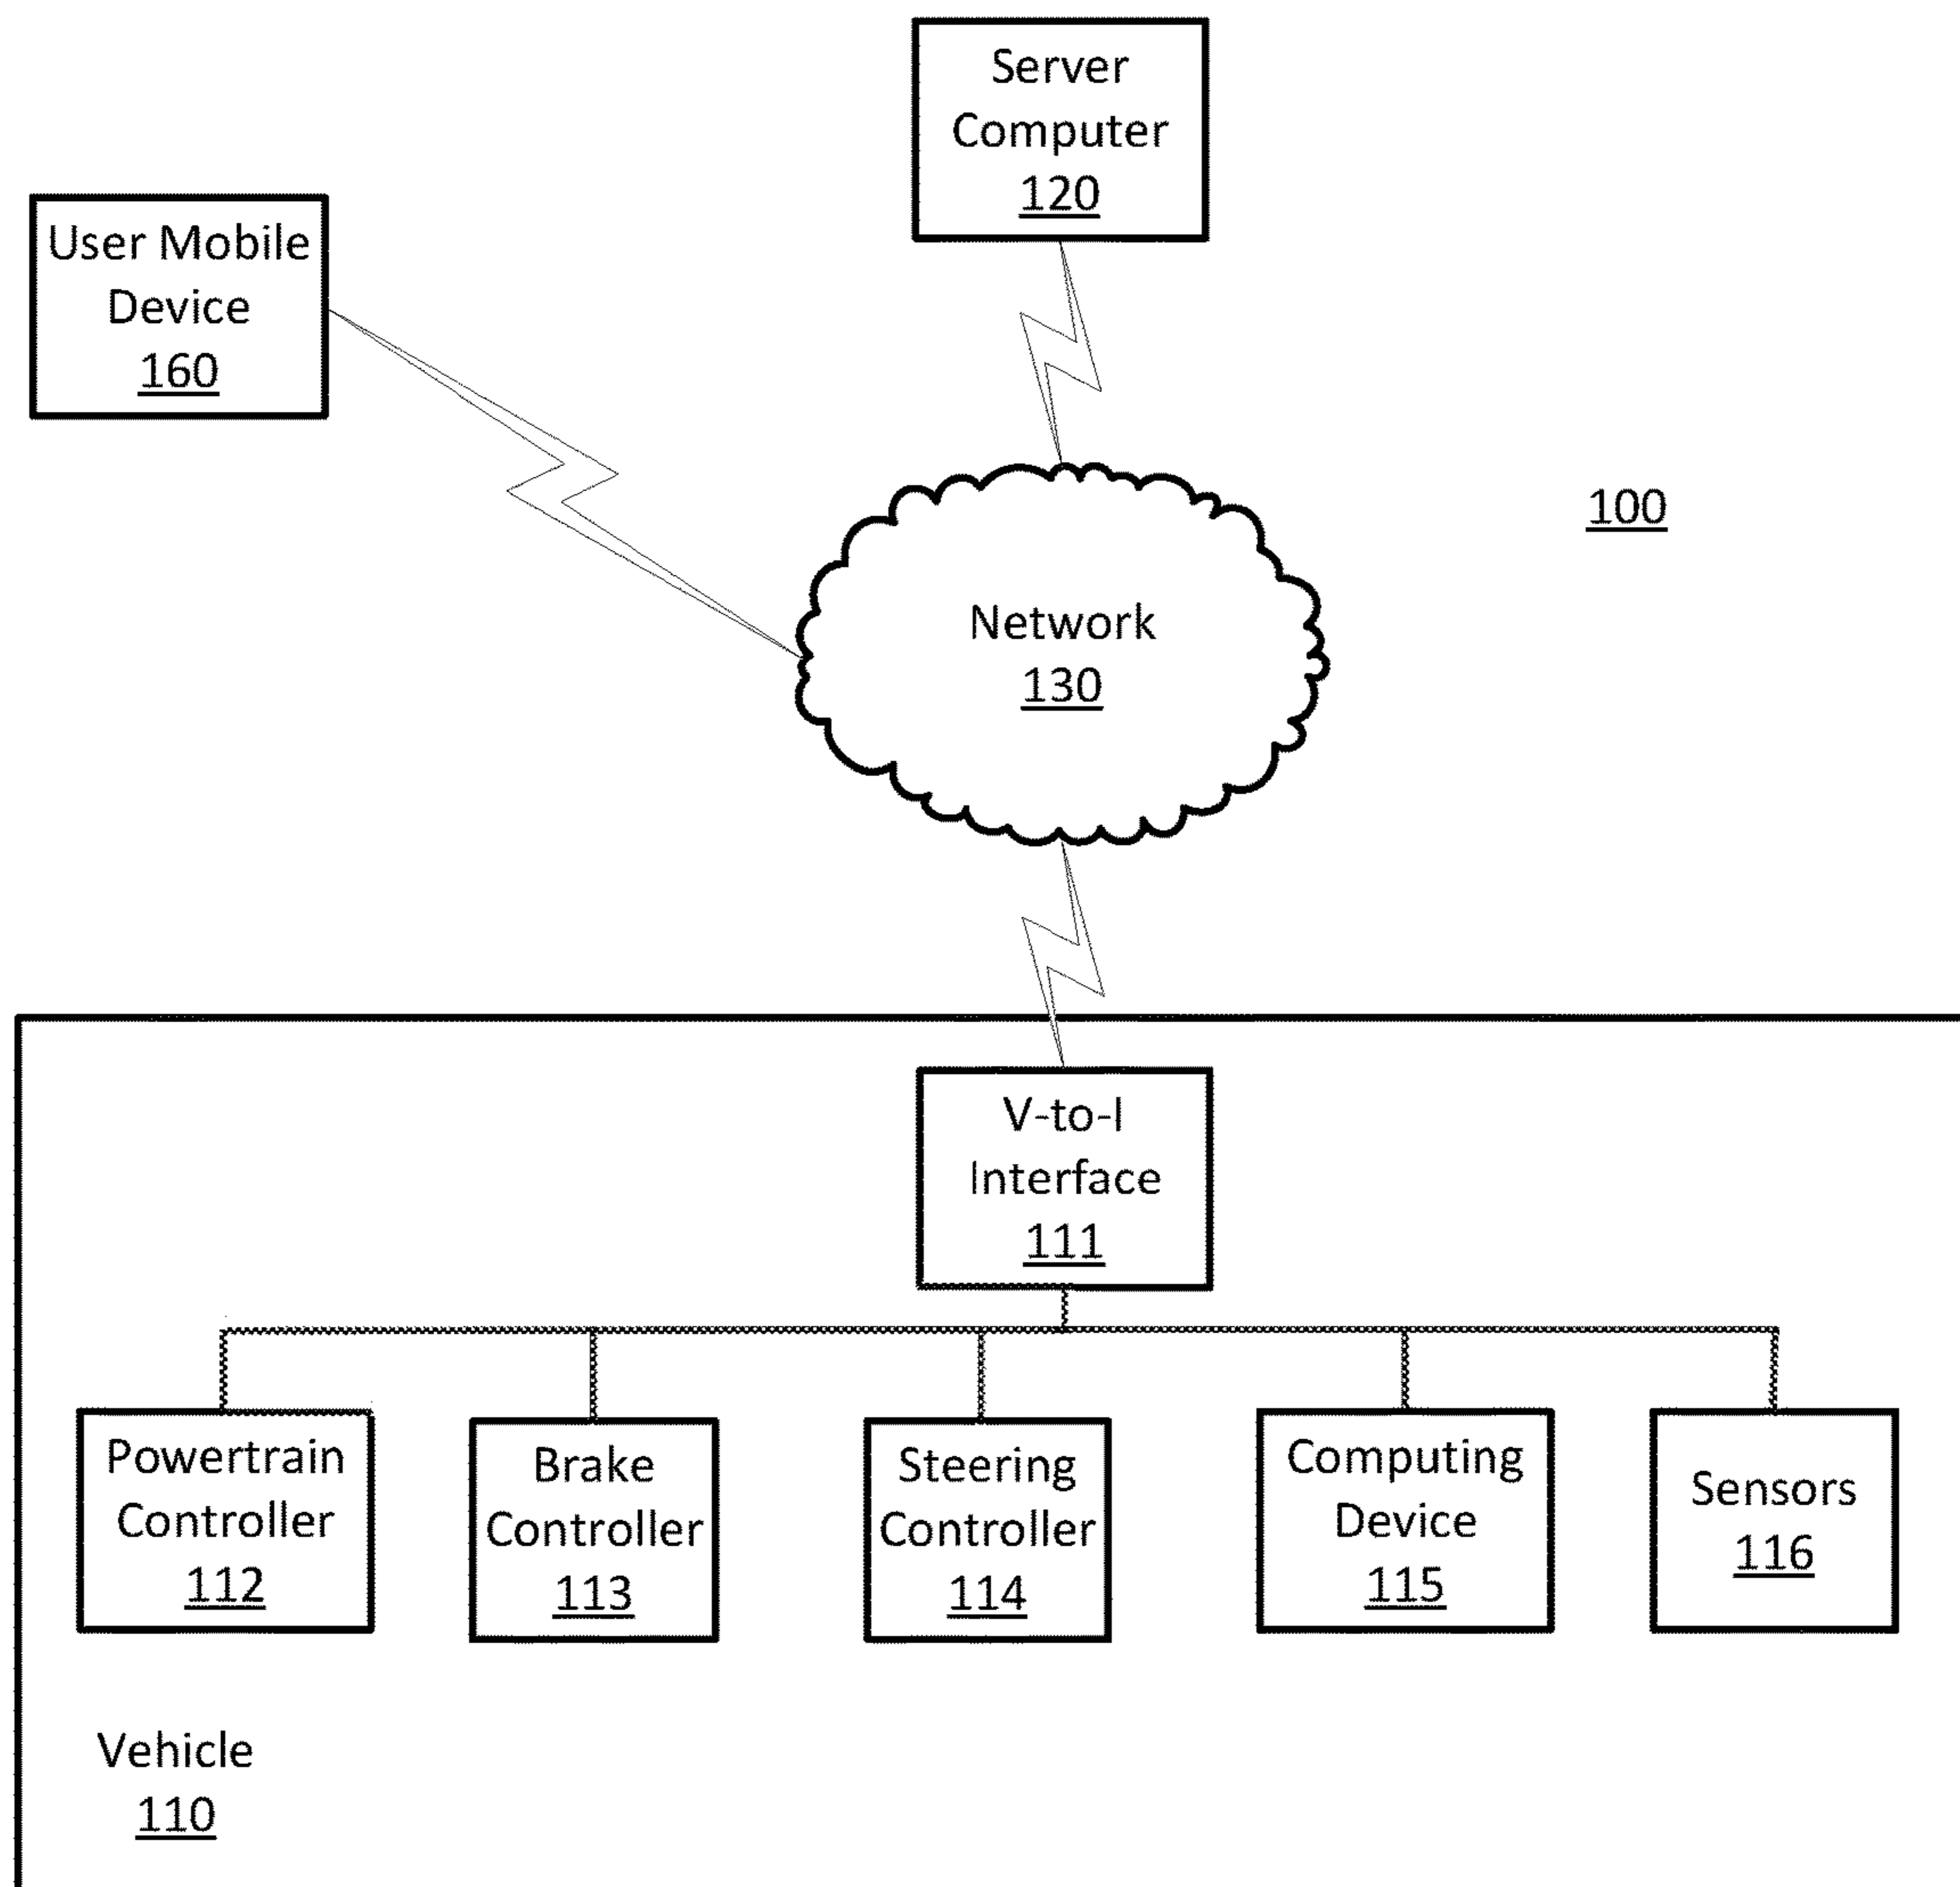 Server
Computer
120
User Mobile
Device
160
100
Network
130
V-to-I
Interface
111
Powertrain
Controller
112
Brake
Controller
113
Steering
Controller
114
Computing
Device
115
Sensors
116
Vehicle
110